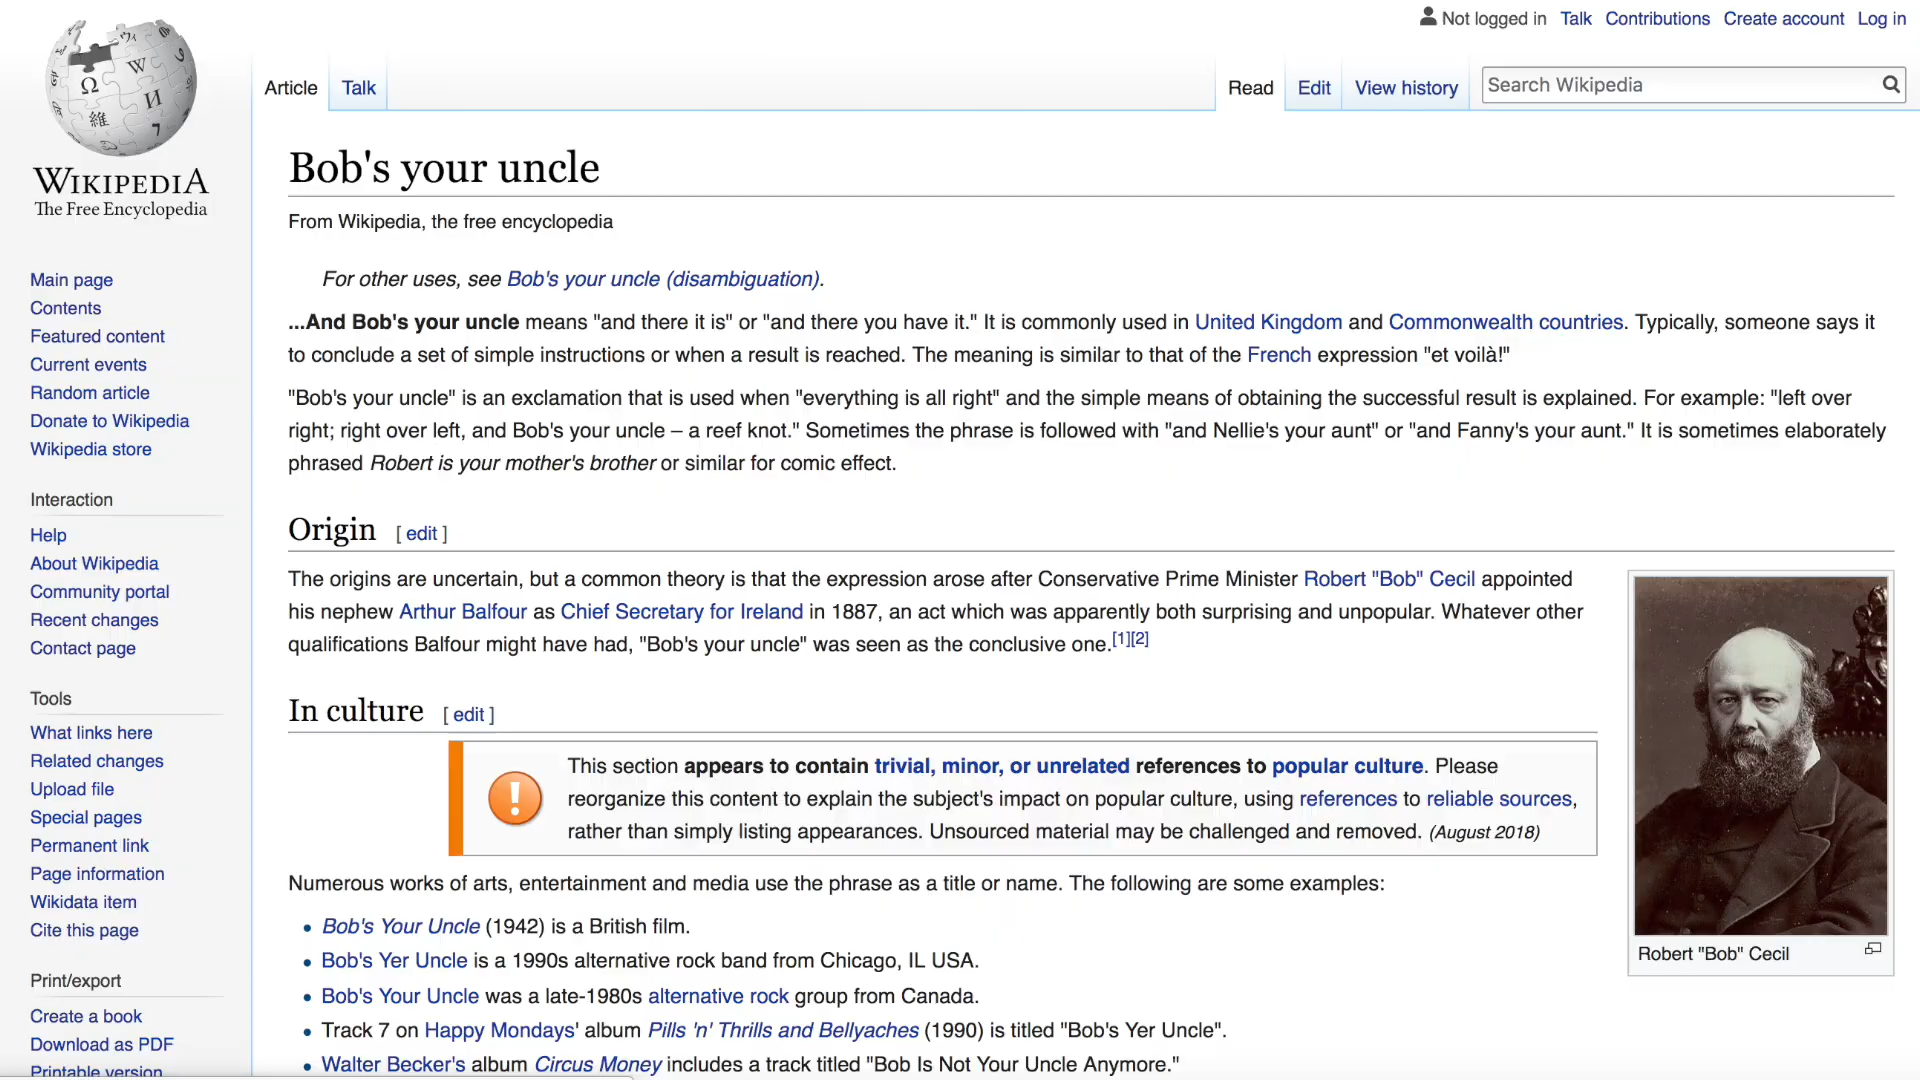 Not logged in Talk Contributions Create account Log in
Article Talk Read Edit View history Search Wikipedia
WIKIPEDIA
The Free Encyclopedia
Main page
Contents
Featured content
Current events
Random article
Donate to Wikipedia
Wikipedia store
Interaction
Help
About Wikipedia
Community portal
Recent changes
Contact page
Tools
What links here
Related changes
Upload file
Special pages
Permanent link
Page information
Wikidata item
Cite this page
Print/export
Create a book
Download as PDF
Printable version
Bob's your uncle
From Wikipedia, the free encyclopedia
For other uses, see Bob's your uncle (disambiguation).
...And Bob's your uncle means "and there it is" or "and there you have it." It is commonly used in United Kingdom and Commonwealth countries. Typically, someone says it
to conclude a set of simple instructions or when a result is reached. The meaning is similar to that of the French expression "et voilà!"
"Bob's your uncle" is an exclamation that is used when "everything is all right" and the simple means of obtaining the successful result is explained. For example: "left over
right; right over left, and Bob's your uncle – a reef knot." Sometimes the phrase is followed with "and Nellie's your aunt" or "and Fanny's your aunt." It is sometimes elaborately
phrased Robert is your mother's brother or similar for comic effect.
Origin [ edit ]
The origins are uncertain, but a common theory is that the expression arose after Conservative Prime Minister Robert "Bob" Cecil appointed
his nephew Arthur Balfour as Chief Secretary for Ireland in 1887, an act which was apparently both surprising and unpopular. Whatever other
qualifications Balfour might have had, "Bob's your uncle" was seen as the conclusive one.[1][2]
Robert "Bob" Cecil
In culture [ edit ]
This section appears to contain trivial, minor, or unrelated references to popular culture. Please
reorganize this content to explain the subject's impact on popular culture, using references to reliable sources,
rather than simply listing appearances. Unsourced material may be challenged and removed. (August 2018)
Numerous works of arts, entertainment and media use the phrase as a title or name. The following are some examples:
• Bob's Your Uncle (1942) is a British film.
• Bob's Yer Uncle is a 1990s alternative rock band from Chicago, IL USA.
• Bob's Your Uncle was a late-1980s alternative rock group from Canada.
• Track 7 on Happy Mondays' album Pills 'n' Thrills and Bellyaches (1990) is titled "Bob's Yer Uncle".
• Walter Becker's album Circus Money includes a track titled "Bob Is Not Your Uncle Anymore."